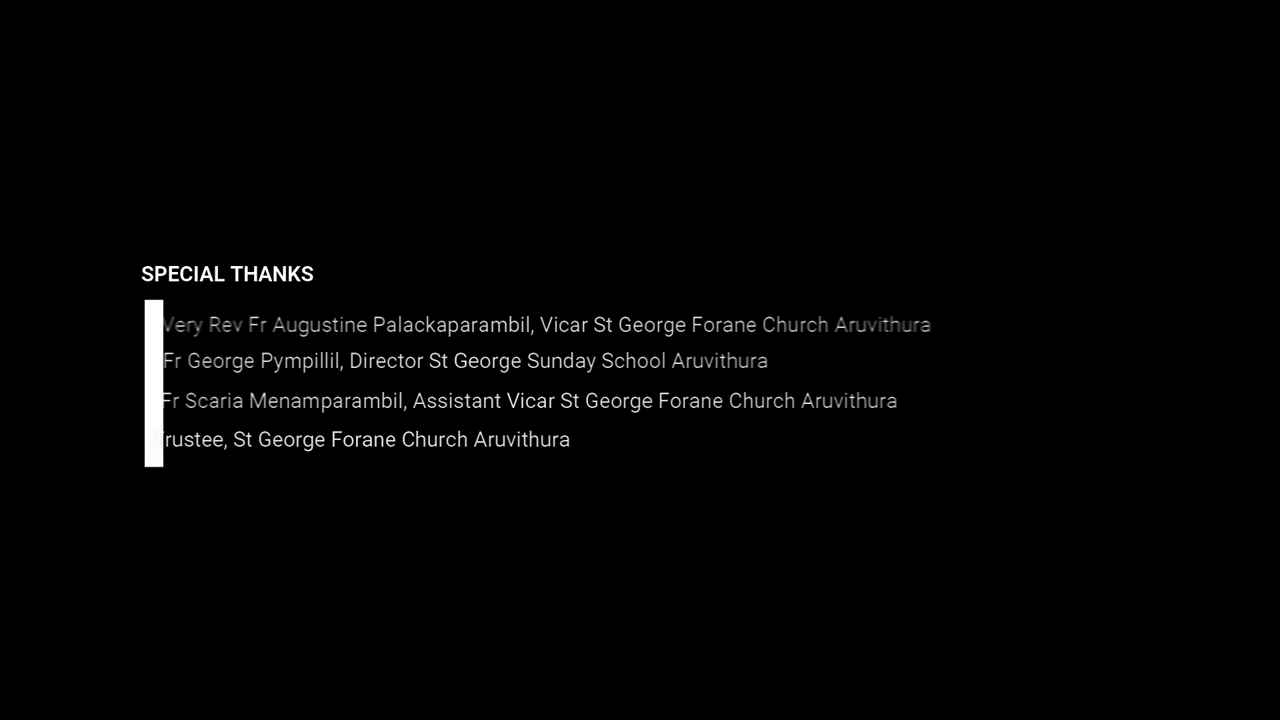 SPECIAL THANKS
Very Rev Fr Augustine Palackaparambil, Vicar St George Forane Church Aruvithura
Fr George Pympillil, Director St George Sunday School Aruvithura
Fr Scaria Menamparambil, Assistant Vicar St George Forane Church Aruvithura
Trustee, St George Forane Church Aruvithura